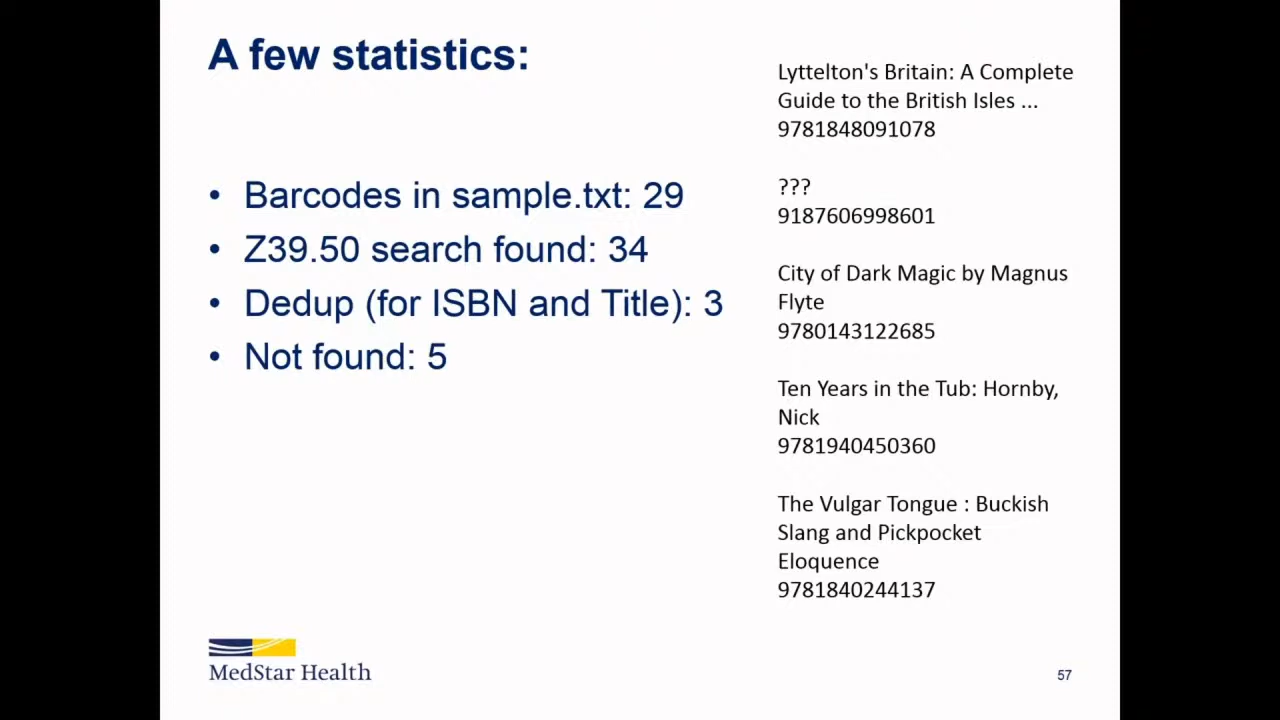 A few statistics:
• Barcodes in sample.txt: 29
• Z39.50 search found: 34
• Dedup (for ISBN and Title): 3
• Not found: 5
Lyttelton's Britain: A Complete
Guide to the British Isles ...
9781848091078
???
9187606998601
City of Dark Magic by Magnus
Flyte
9780143122685
Ten Years in the Tub: Hornby,
Nick
9781940450360
The Vulgar Tongue : Buckish
Slang and Pickpocket
Eloquence
9781840244137
MedStar Health
57